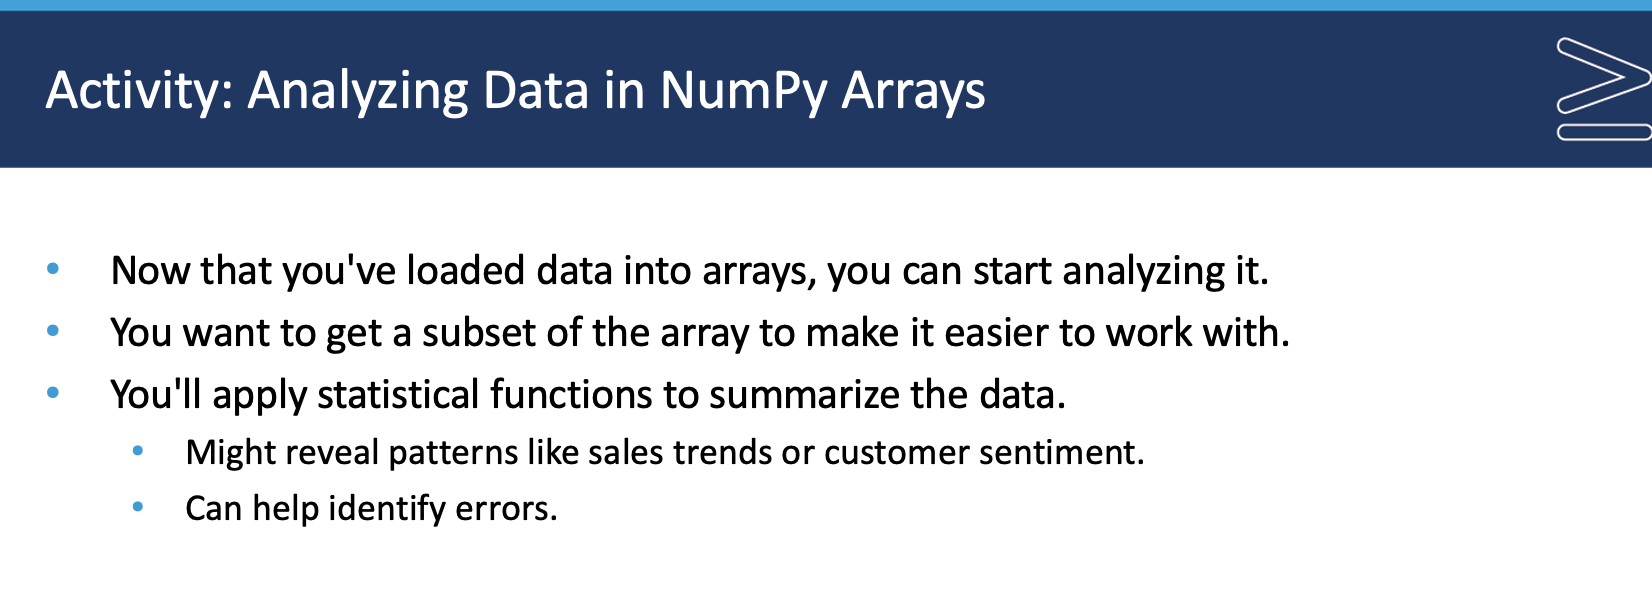 Activity: Analyzing Data in NumPy Arrays
• Now that you've loaded data into arrays, you can start analyzing it.
• You want to get a subset of the array to make it easier to work with.
• You'll apply statistical functions to summarize the data.
• Might reveal patterns like sales trends or customer sentiment.
• Can help identify errors.